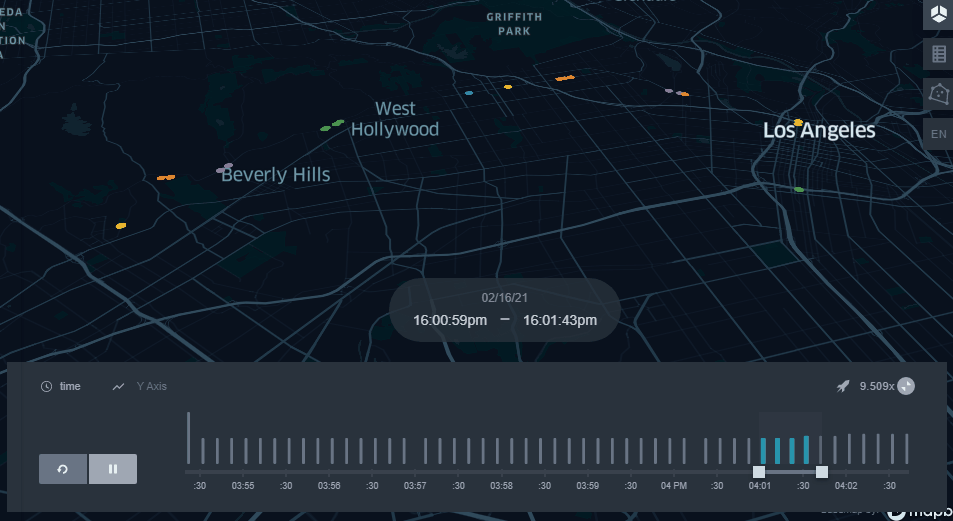 EDA
N
TION
A
GRIFFITH
PARK
West
Hollywood
Beverly Hills
Los Angeles
EN
02/16/21
16:00:59pm – 16:01:43pm
time Y Axis 9.509x
:30 03:55 :30 03:56 :30 03:57 :30 03:58 :30 03:59 :30 04 PM :30 04:01 :30 04:02 :30
mapb